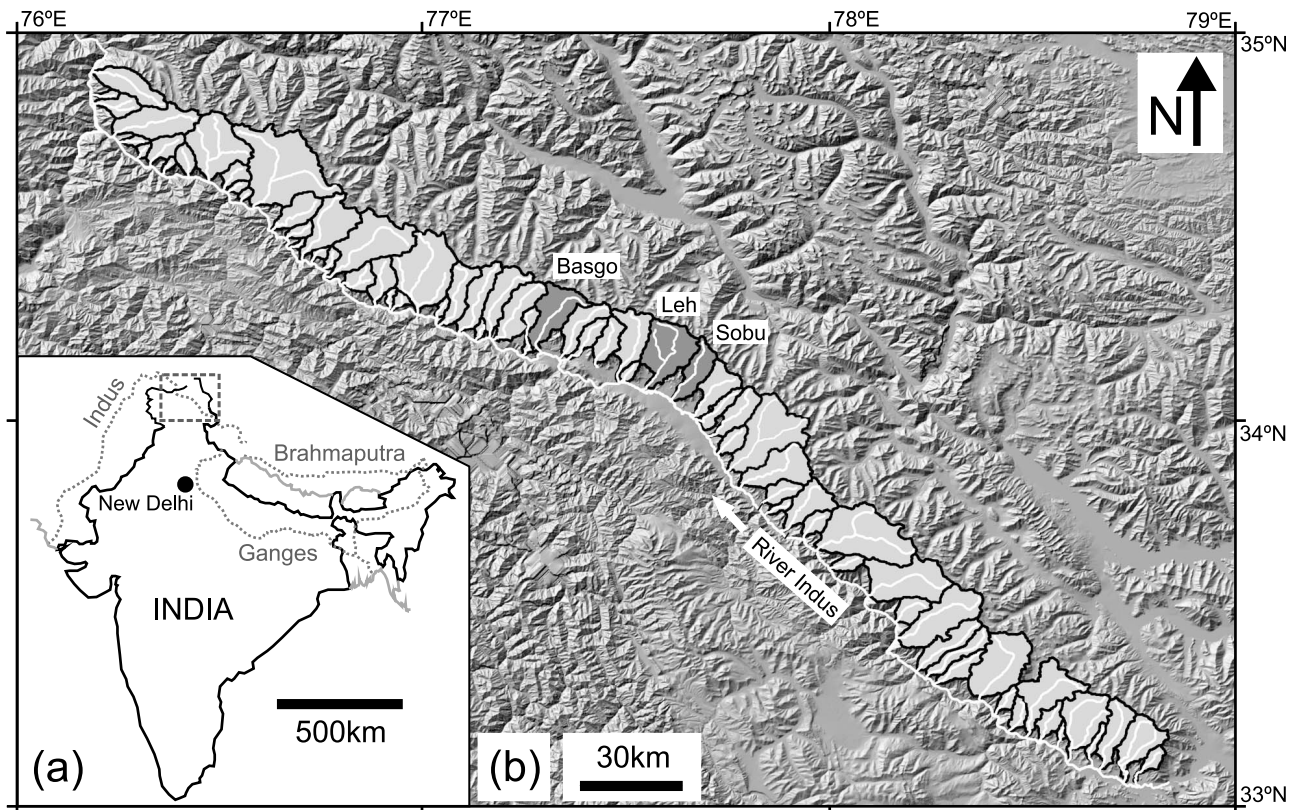 76ºE
77ºE
78ºE
79ºE
35ºN
N
Basgo
Leh
Sobu
Indus
34ºN
Brahmaputra
New Delhi
Ganges
River Indus
INDIA
500km
30km
(a)
(b)
33ºN